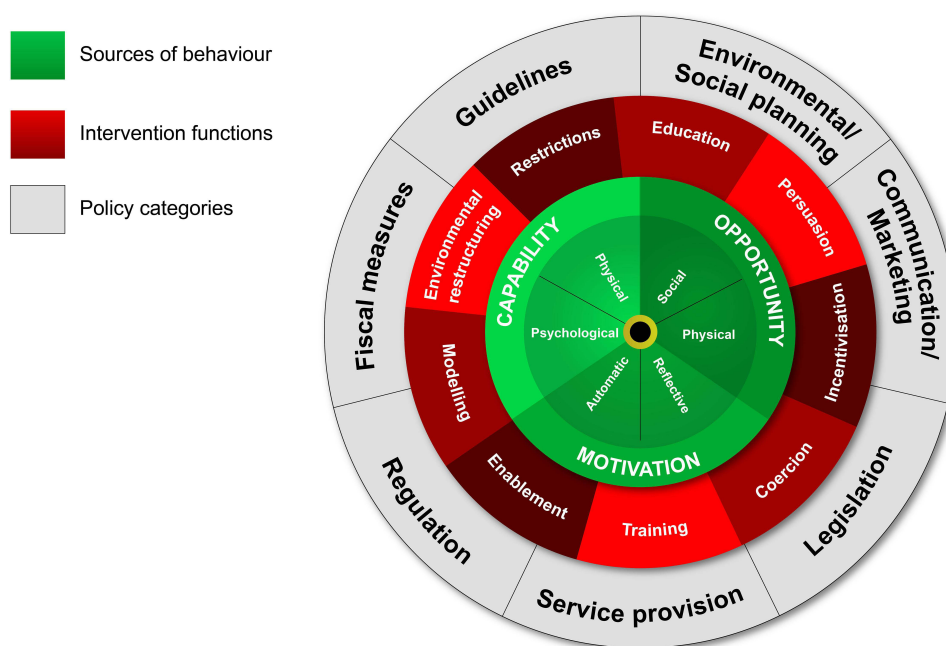 Sources of behaviour
Intervention functions
Policy categories
Guidelines
Environmental/
Social planning
Communication/
Marketing
Legislation
Service provision
Regulation
Fiscal measures
Restrictions
Education
Persuasion
Incentivisation
Coercion
Training
Enablement
Modelling
Environmental
restructuring
CAPABILITY
OPPORTUNITY
MOTIVATION
Physical
Social
Physical
Reflective
Automatic
Psychological